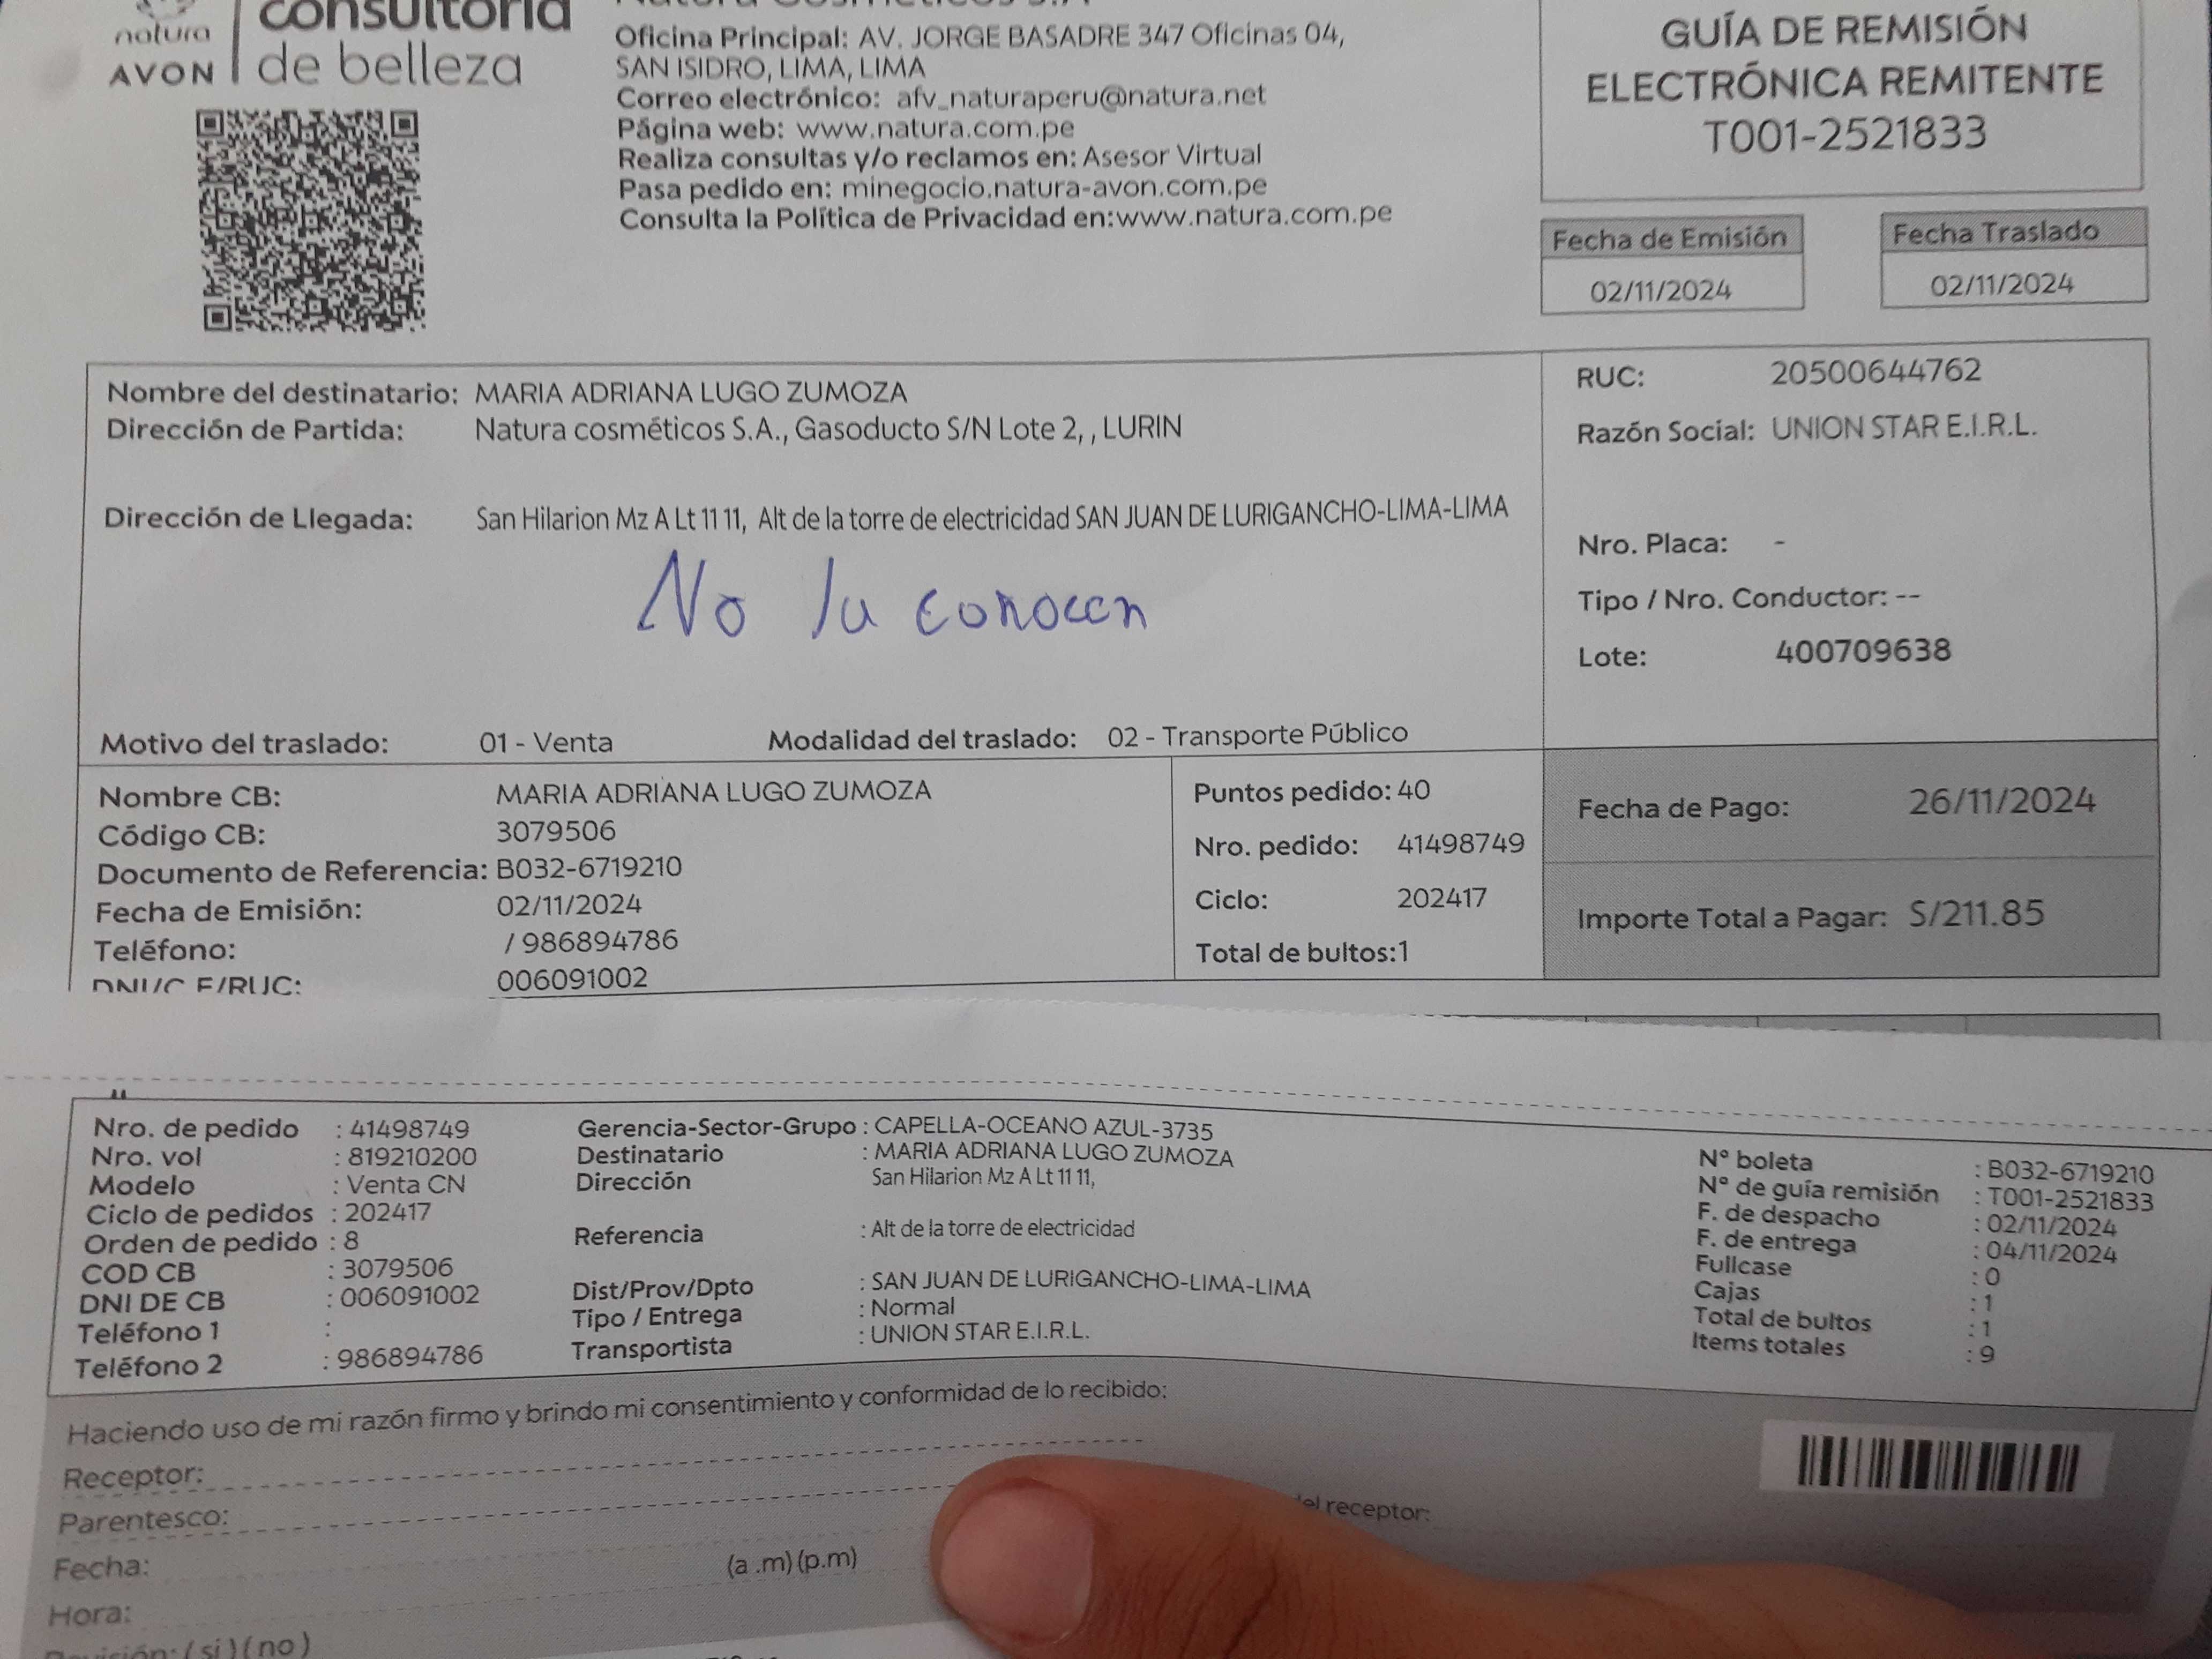 natura
AVON
consultoría
de belleza
Natura Cosméticos S.A
Oficina Principal: AV. JORGE BASADRE 347 Oficinas 04,
SAN ISIDRO, LIMA, LIMA
Correo electrónico: afv_naturaperu@natura.net
Página web: www.natura.com.pe
Realiza consultas y/o reclamos en: Asesor Virtual
Pasa pedido en: minegocio.natura-avon.com.pe
Consulta la Política de Privacidad en:www.natura.com.pe
GUÍA DE REMISIÓN
ELECTRÓNICA REMITENTE
T001-2521833
Fecha de Emisión
02/11/2024
Fecha Traslado
02/11/2024
Nombre del destinatario: MARIA ADRIANA LUGO ZUMOZA
Dirección de Partida: Natura cosméticos S.A., Gasoducto S/N Lote 2, , LURIN
Dirección de Llegada: San Hilarion Mz A Lt 11 11, Alt de la torre de electricidad SAN JUAN DE LURIGANCHO-LIMA-LIMA
No la conocen
Motivo del traslado: 01 - Venta Modalidad del traslado: 02 - Transporte Público
RUC: 20500644762
Razón Social: UNION STAR E.I.R.L.
Nro. Placa: -
Tipo / Nro. Conductor: --
Lote: 400709638
Nombre CB: MARIA ADRIANA LUGO ZUMOZA
Código CB: 3079506
Documento de Referencia: B032-6719210
Fecha de Emisión: 02/11/2024
Teléfono: / 986894786
DNI/C.E/RUC: 006091002
Puntos pedido: 40
Nro. pedido: 41498749
Ciclo: 202417
Total de bultos:1
Fecha de Pago: 26/11/2024
Importe Total a Pagar: S/211.85
Nro. de pedido : 41498749
Nro. vol : 819210200
Modelo : Venta CN
Ciclo de pedidos : 202417
Orden de pedido : 8
COD CB : 3079506
DNI DE CB : 006091002
Teléfono 1 :
Teléfono 2 : 986894786
Gerencia-Sector-Grupo : CAPELLA-OCEANO AZUL-3735
Destinatario : MARIA ADRIANA LUGO ZUMOZA
Dirección San Hilarion Mz A Lt 11 11,
Referencia : Alt de la torre de electricidad
Dist/Prov/Dpto : SAN JUAN DE LURIGANCHO-LIMA-LIMA
Tipo / Entrega : Normal
Transportista : UNION STAR E.I.R.L.
N° boleta : B032-6719210
N° de guía remisión : T001-2521833
F. de despacho : 02/11/2024
F. de entrega : 04/11/2024
Fullcase : 0
Cajas : 1
Total de bultos : 1
Items totales : 9
Haciendo uso de mi razón firmo y brindo mi consentimiento y conformidad de lo recibido:
Receptor:
Parentesco:
del receptor:
Fecha:
(a .m) (p.m)
Hora:
Revisión: ( si ) ( no )